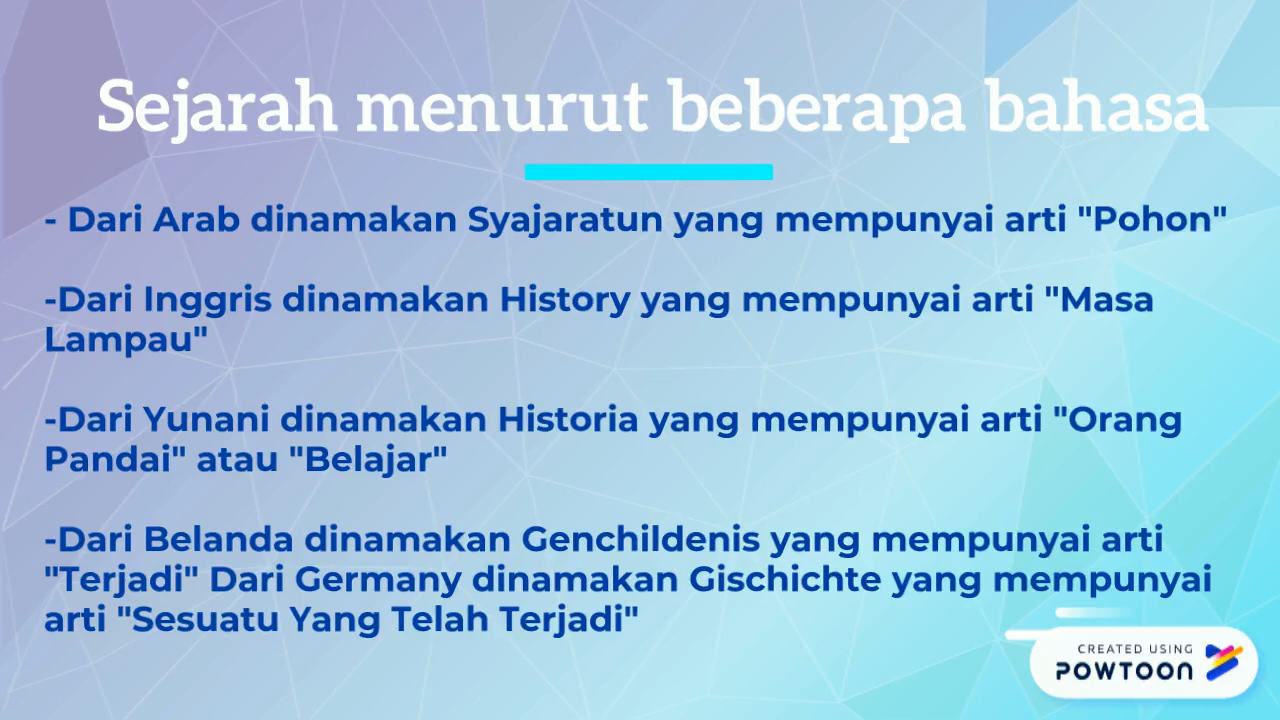 Sejarah menurut beberapa bahasa
- Dari Arab dinamakan Syajaratun yang mempunyai arti "Pohon"
-Dari Inggris dinamakan History yang mempunyai arti "Masa
Lampau"
-Dari Yunani dinamakan Historia yang mempunyai arti "Orang
Pandai" atau "Belajar"
-Dari Belanda dinamakan Genchildenis yang mempunyai arti
"Terjadi" Dari Germany dinamakan Gischichte yang mempunyai
arti "Sesuatu Yang Telah Terjadi"
CREATED USING
POWTOON